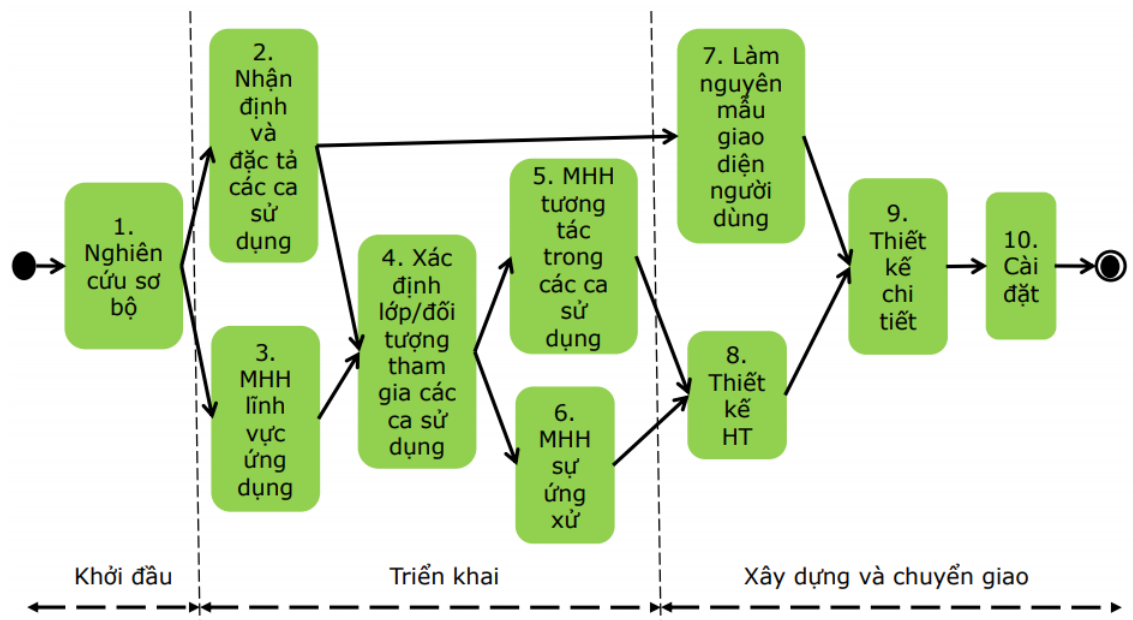 1.
Nghiên
cứu sơ
bộ
2.
Nhận
định
và
đặc tả
các ca
sử
dụng
3.
MHH
lĩnh
vực
ứng
dụng
4. Xác
định
lớp/đối
tượng
tham
gia các
ca sử
dụng
5. MHH
tương
tác
trong
các ca
sử
dụng
6.
MHH
sự
ứng
xử
7. Làm
nguyên
mẫu
giao
diện
người
dùng
8.
Thiết
kế
HT
9.
Thiết
kế
chi
tiết
10.
Cài
đặt
Khởi đầu
Triển khai
Xây dựng và chuyển giao